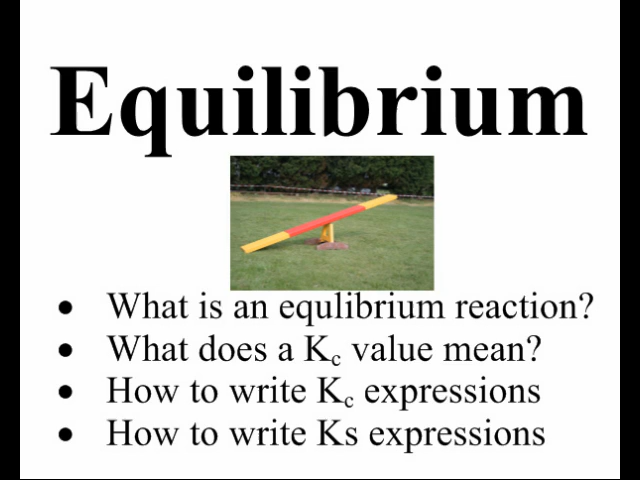 Equilibrium
• What is an equlibrium reaction?
• What does a Kc value mean?
• How to write Kc expressions
• How to write Ks expressions